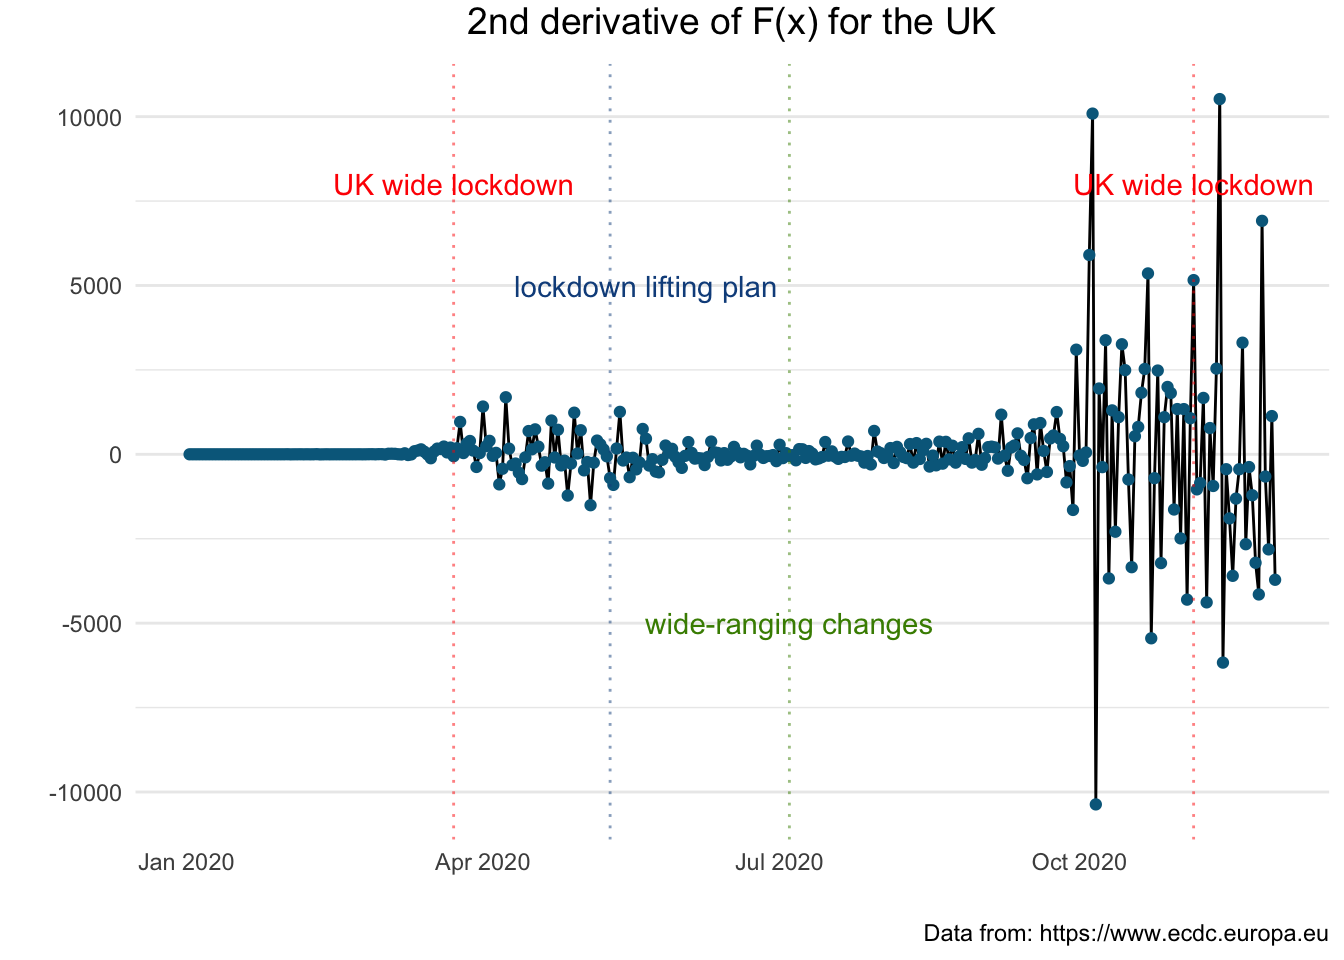 2nd derivative of F(x) for the UK
10000
UK wide lockdown
UK wide lockdown
5000
lockdown lifting plan
0
-5000
wide-ranging changes
-10000
Jan 2020
Apr 2020
Jul 2020
Oct 2020
Data from: https://www.ecdc.europa.eu